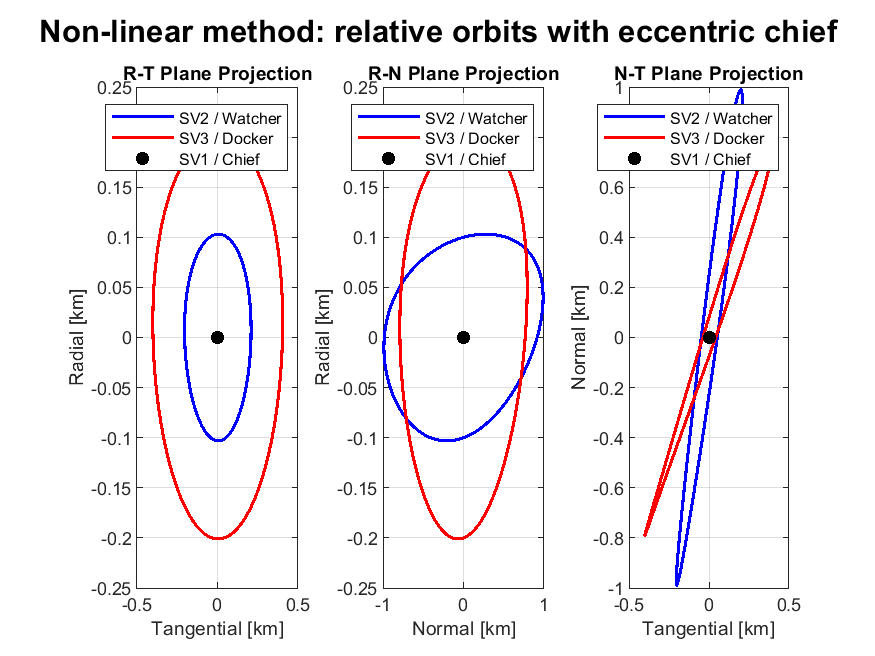 Non-linear method: relative orbits with eccentric chief
R-T Plane Projection
0.25
SV2 / Watcher
SV3 / Docker
SV1 / Chief
0.15
0.1
0.05
0
-0.05
-0.1
-0.15
-0.2
-0.25
Radial [km]
-0.5
0
0.5
Tangential [km]
R-N Plane Projection
0.25
SV2 / Watcher
SV3 / Docker
SV1 / Chief
0.15
0.1
0.05
0
-0.05
-0.1
-0.15
-0.2
-0.25
Radial [km]
-1
0
1
Normal [km]
N-T Plane Projection
1
SV2 / Watcher
SV3 / Docker
SV1 / Chief
0.6
0.4
0.2
0
-0.2
-0.4
-0.6
-0.8
-1
Normal [km]
-0.5
0
0.5
Tangential [km]